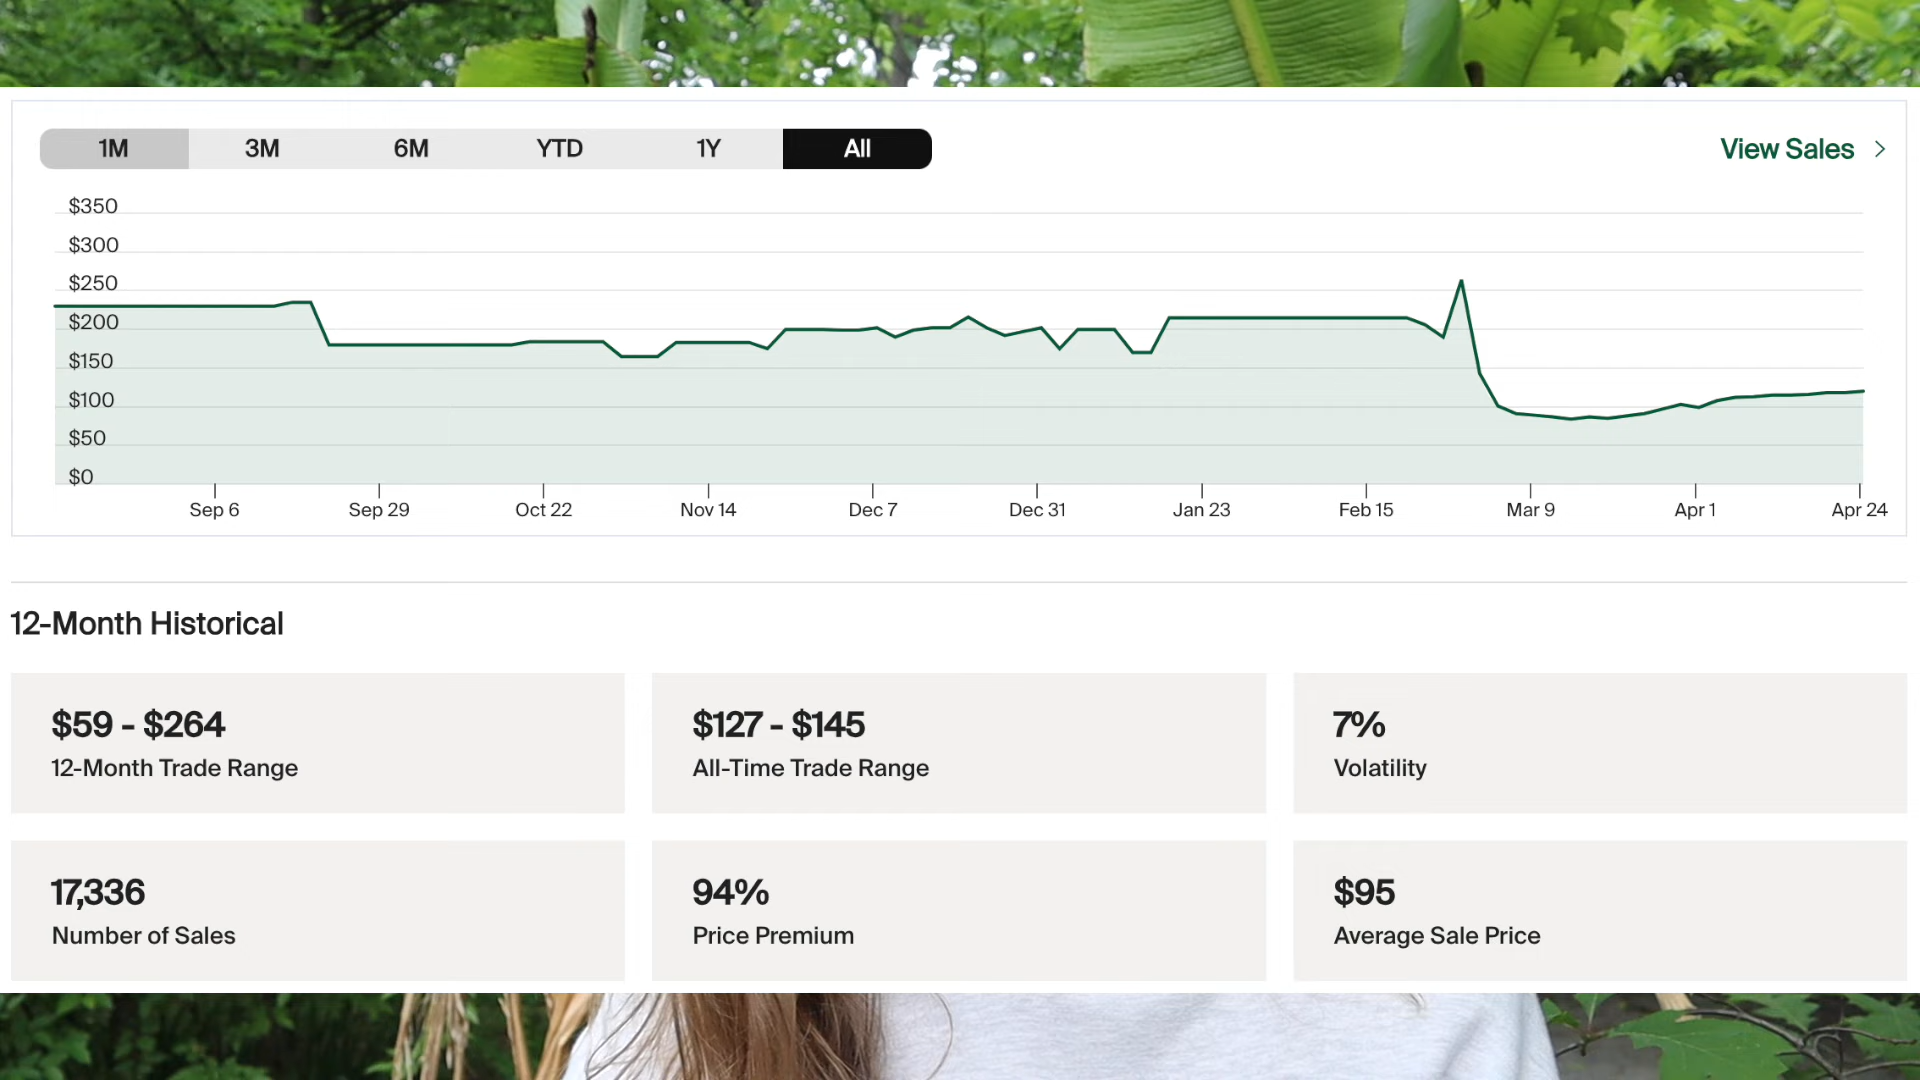 1M 3M 6M YTD 1Y All
View Sales
$350
$300
$250
$200
$150
$100
$50
$0
Sep 6 Sep 29 Oct 22 Nov 14 Dec 7 Dec 31 Jan 23 Feb 15 Mar 9 Apr 1 Apr 24
12-Month Historical
$59 - $264
12-Month Trade Range
$127 - $145
All-Time Trade Range
7%
Volatility
17,336
Number of Sales
94%
Price Premium
$95
Average Sale Price